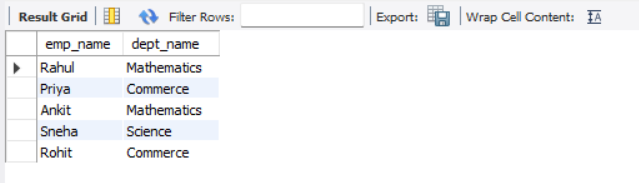 Result Grid Filter Rows: Export: Wrap Cell Content: IA
emp_name dept_name
Rahul Mathematics
Priya Commerce
Ankit Mathematics
Sneha Science
Rohit Commerce